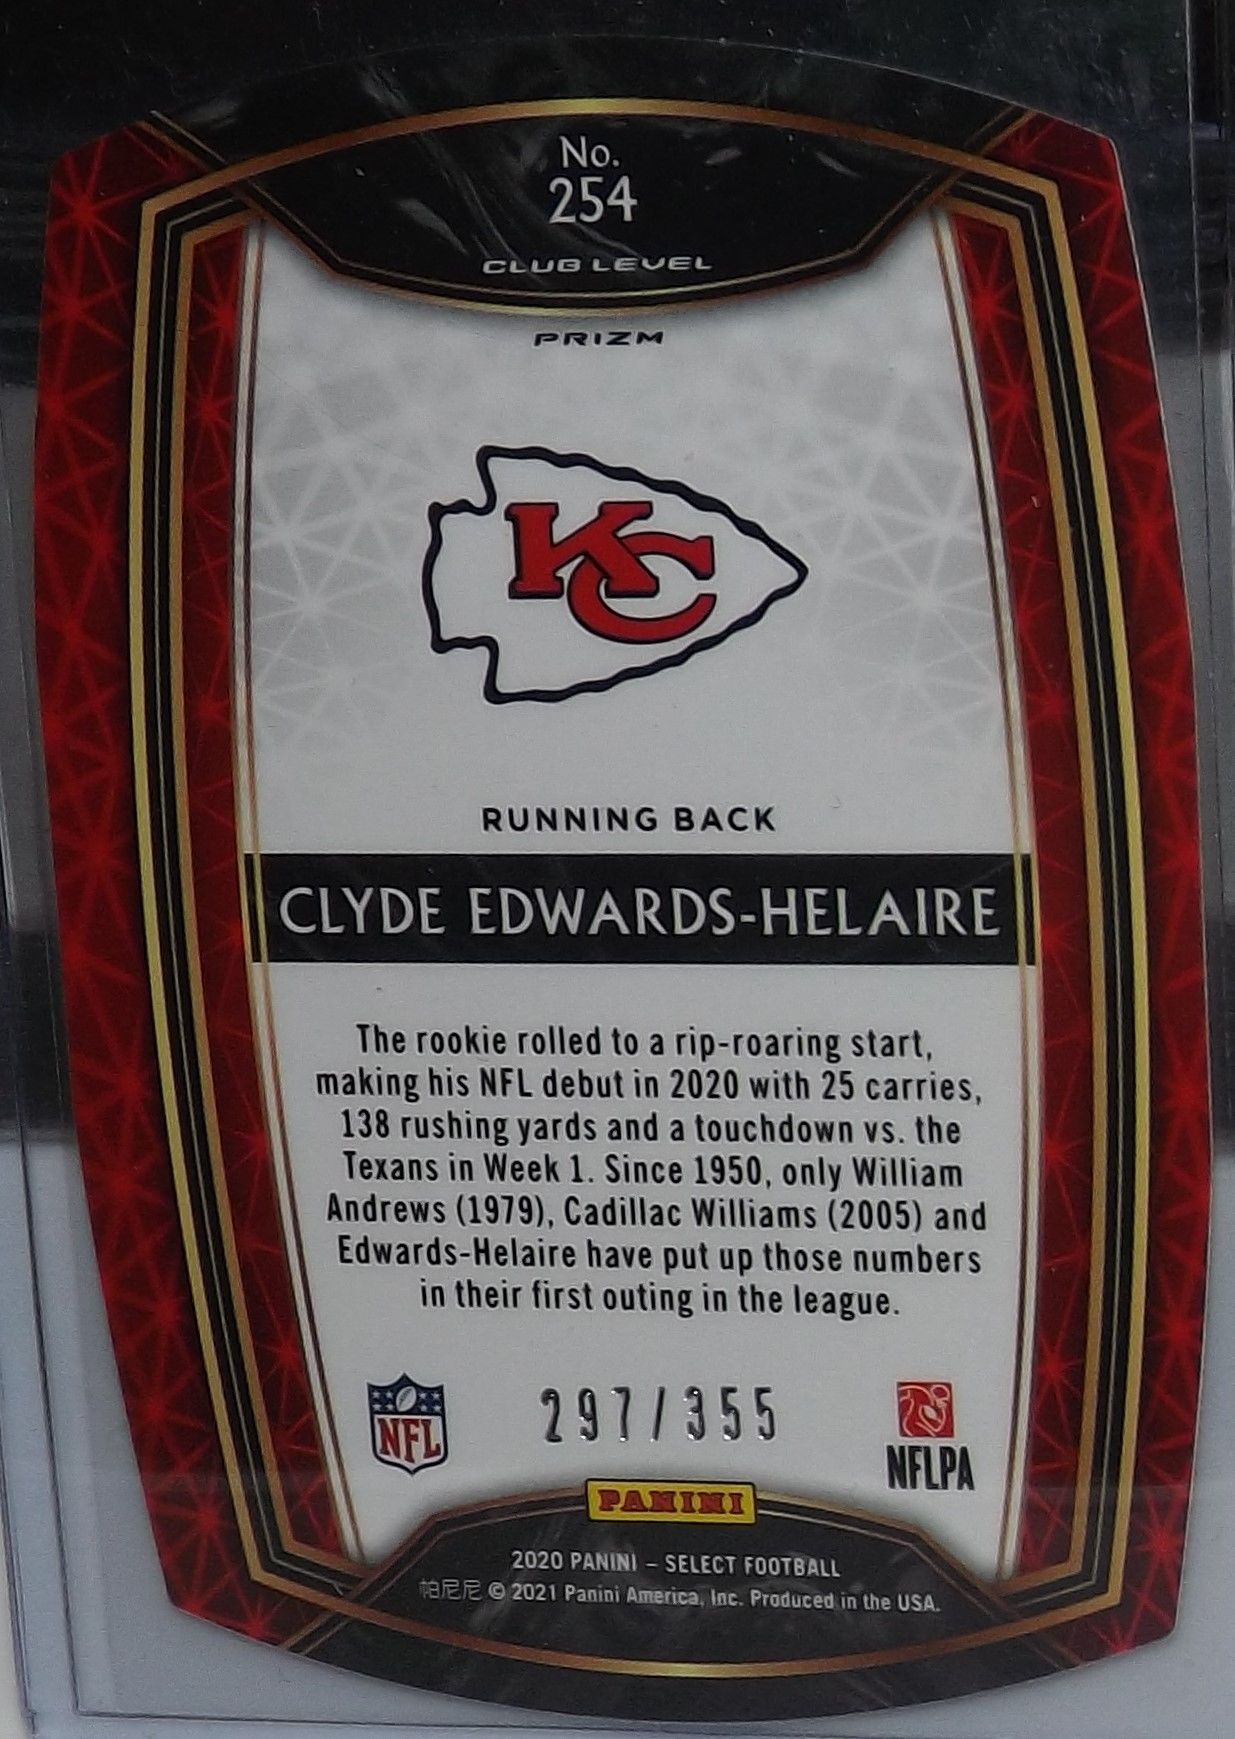 No.
254
CLUB LEVEL
PRIZM
KC
RUNNING BACK
CLYDE EDWARDS-HELAIRE
The rookie rolled to a rip-roaring start,
making his NFL debut in 2020 with 25 carries,
138 rushing yards and a touchdown vs. the
Texans in Week 1. Since 1950, only William
Andrews (1979), Cadillac Williams (2005) and
Edwards-Helaire have put up those numbers
in their first outing in the league.
NFL
297/355
NFLPA
PANINI
2020 PANINI – SELECT FOOTBALL
帕尼尼 © 2021 Panini America, Inc. Produced in the USA.